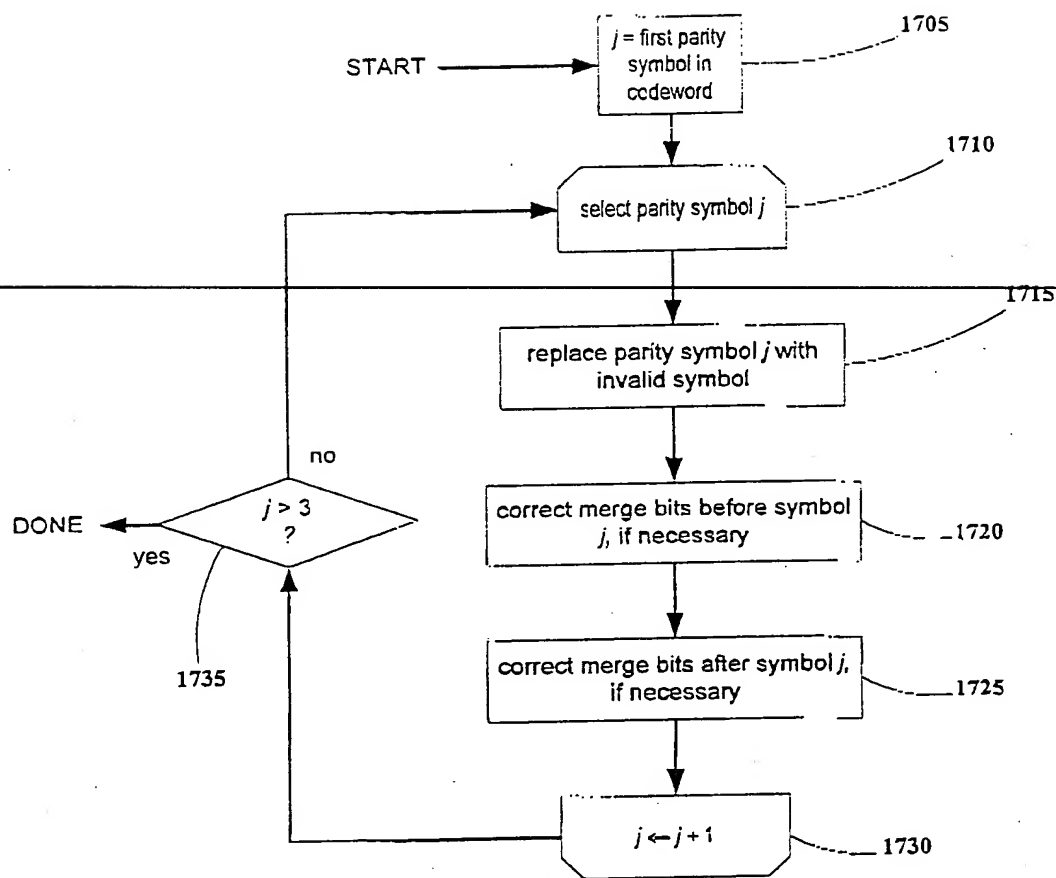 1705
j = first parity
symbol in
codeword
START
1710
select parity symbol j
1715
replace parity symbol j with
invalid symbol
no
j > 3
?
DONE
yes
correct merge bits before symbol
j, if necessary
1720
1735
correct merge bits after symbol j,
if necessary
1725
j ← j + 1
1730